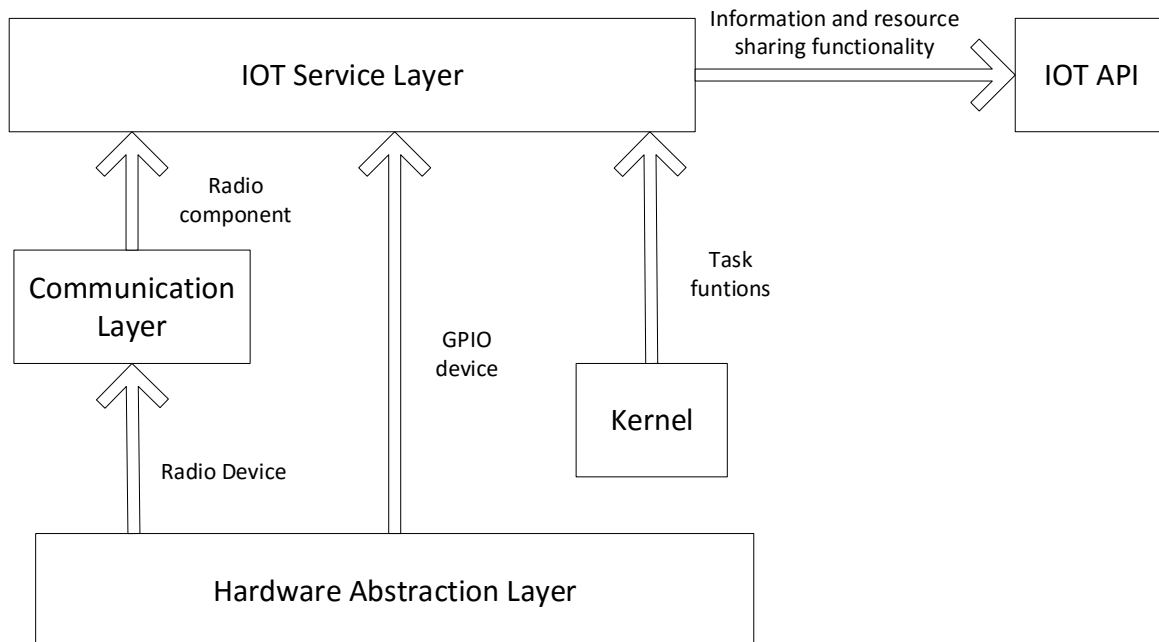 Information and resource
sharing functionality
IOT Service Layer
IOT API
Radio
component
Communication
Layer
Task
funtions
GPIO
device
Kernel
Radio Device
Hardware Abstraction Layer